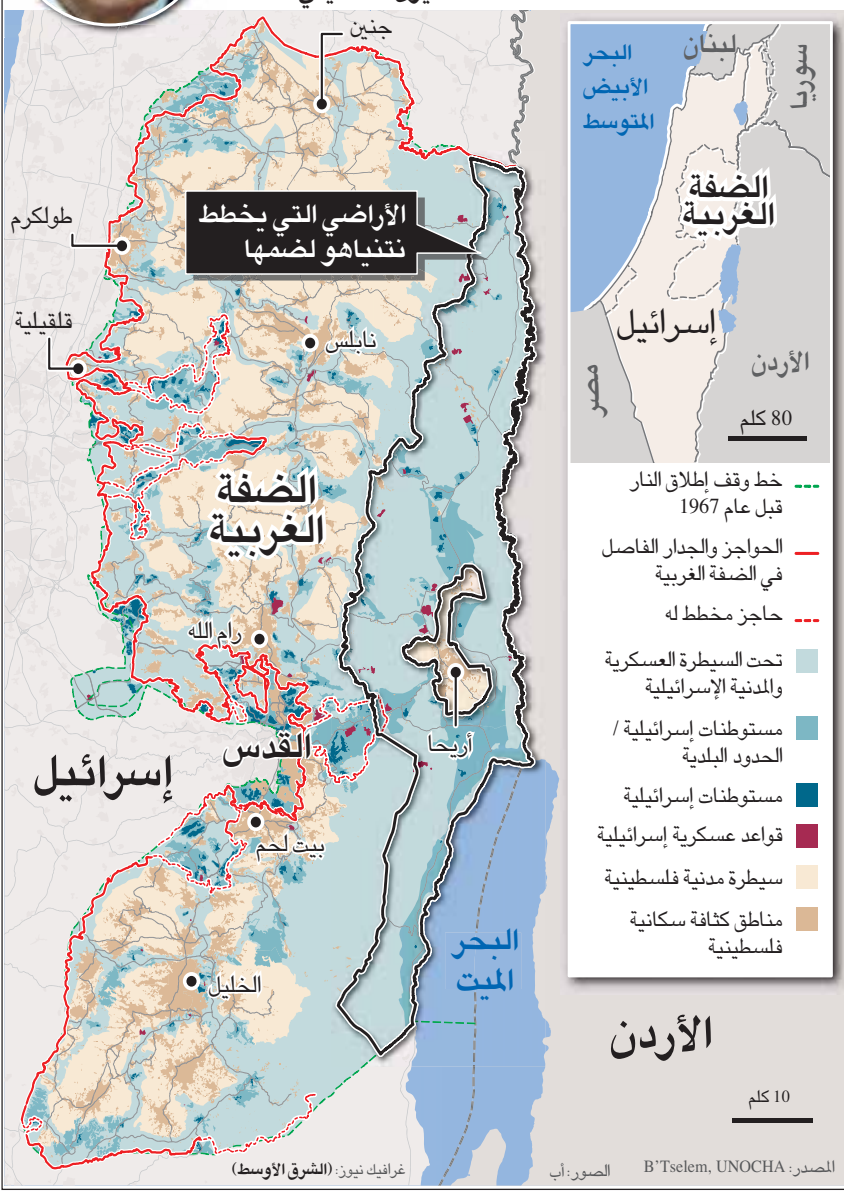 جنين
طولكرم
الأراضي التي يخطط
نتنياهو لضمها
قلقيلية
نابلس
الضفة
الغربية
رام الله
أريحا
القدس
إسرائيل
بيت لحم
الخليل
البحر
الميت
الأردن
10 كلم
البحر
الأبيض
المتوسط
لبنان
سوريا
الضفة
الغربية
إسرائيل
الأردن
مصر
80 كلم
خط وقف إطلاق النار
قبل عام 1967
الحواجز والجدار الفاصل
في الضفة الغربية
حاجز مخطط له
تحت السيطرة العسكرية
والمدنية الإسرائيلية
مستوطنات إسرائيلية /
الحدود البلدية
مستوطنات إسرائيلية
قواعد عسكرية إسرائيلية
سيطرة مدنية فلسطينية
مناطق كثافة سكانية
فلسطينية
المصدر: B'Tselem, UNOCHA
الصور: أب
غرافيك نيوز: (الشرق الأوسط)